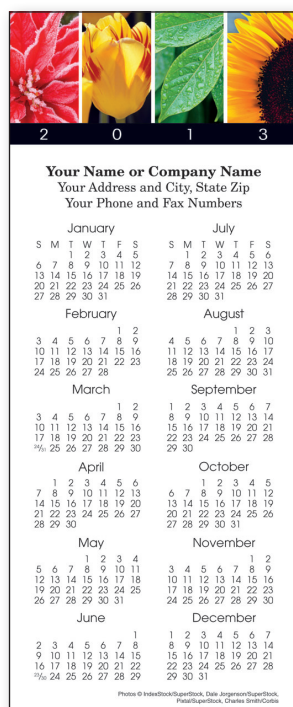 2 0 1 3
Your Name or Company Name
Your Address and City, State Zip
Your Phone and Fax Numbers
January
S M T W T F S
1 2 3 4 5
6 7 8 9 10 11 12
13 14 15 16 17 18 19
20 21 22 23 24 25 26
27 28 29 30 31
February
1 2
3 4 5 6 7 8 9
10 11 12 13 14 15 16
17 18 19 20 21 22 23
24 25 26 27 28
March
1 2
3 4 5 6 7 8 9
10 11 12 13 14 15 16
17 18 19 20 21 22 23
24/31 25 26 27 28 29 30
April
1 2 3 4 5 6
7 8 9 10 11 12 13
14 15 16 17 18 19 20
21 22 23 24 25 26 27
28 29 30
May
1 2 3 4
5 6 7 8 9 10 11
12 13 14 15 16 17 18
19 20 21 22 23 24 25
26 27 28 29 30 31
June
1
2 3 4 5 6 7 8
9 10 11 12 13 14 15
16 17 18 19 20 21 22
23/30 24 25 26 27 28 29
July
S M T W T F S
1 2 3 4 5 6
7 8 9 10 11 12 13
14 15 16 17 18 19 20
21 22 23 24 25 26 27
28 29 30 31
August
1 2 3
4 5 6 7 8 9 10
11 12 13 14 15 16 17
18 19 20 21 22 23 24
25 26 27 28 29 30 31
September
1 2 3 4 5 6 7
8 9 10 11 12 13 14
15 16 17 18 19 20 21
22 23 24 25 26 27 28
29 30
October
1 2 3 4 5
6 7 8 9 10 11 12
13 14 15 16 17 18 19
20 21 22 23 24 25 26
27 28 29 30 31
November
1 2
3 4 5 6 7 8 9
10 11 12 13 14 15 16
17 18 19 20 21 22 23
24 25 26 27 28 29 30
December
1 2 3 4 5 6 7
8 9 10 11 12 13 14
15 16 17 18 19 20 21
22 23 24 25 26 27 28
29 30 31
Photos © IndexStock/SuperStock, Dale Jorgenson/SuperStock,
Pixtal/SuperStock, Charles Smith/Corbis